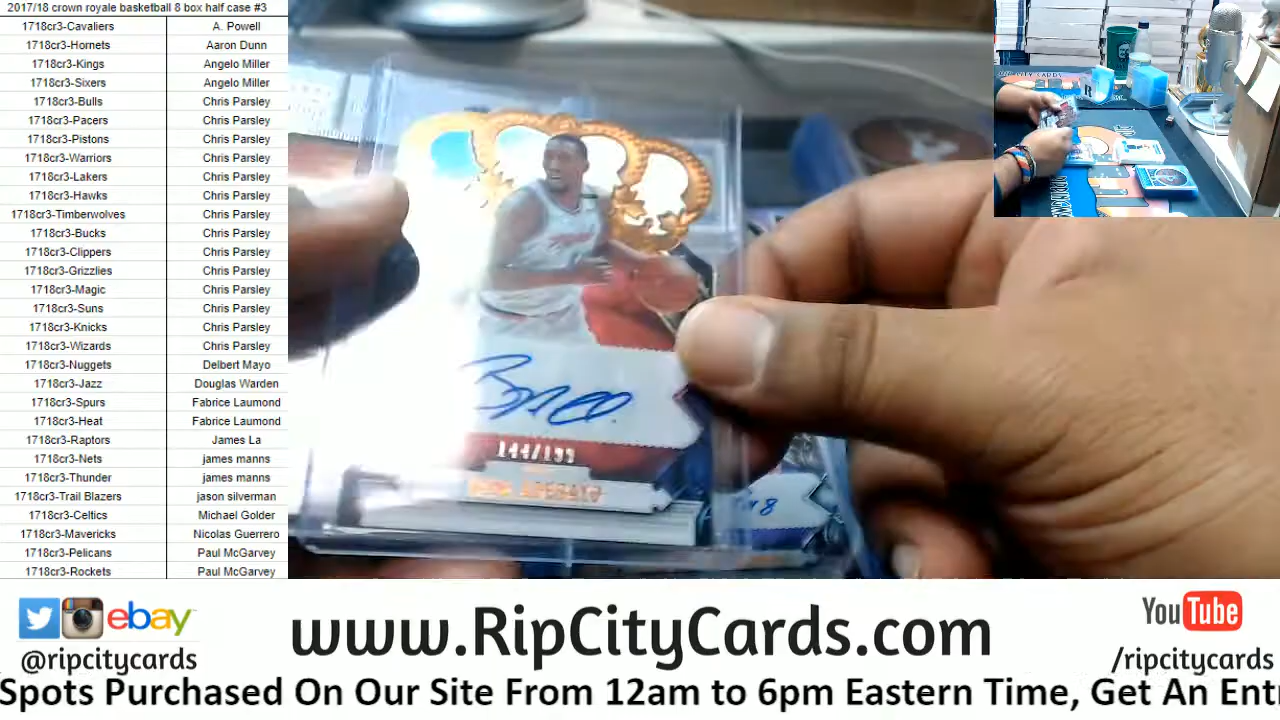 2017/18 crown royale basketball 8 box half case #3
1718cr3-Cavaliers A. Powell
1718cr3-Hornets Aaron Dunn
1718cr3-Kings Angelo Miller
1718cr3-Sixers Angelo Miller
1718cr3-Bulls Chris Parsley
1718cr3-Pacers Chris Parsley
1718cr3-Pistons Chris Parsley
1718cr3-Warriors Chris Parsley
1718cr3-Lakers Chris Parsley
1718cr3-Hawks Chris Parsley
1718cr3-Timberwolves Chris Parsley
1718cr3-Bucks Chris Parsley
1718cr3-Clippers Chris Parsley
1718cr3-Grizzlies Chris Parsley
1718cr3-Magic Chris Parsley
1718cr3-Suns Chris Parsley
1718cr3-Knicks Chris Parsley
1718cr3-Wizards Chris Parsley
1718cr3-Nuggets Delbert Mayo
1718cr3-Jazz Douglas Warden
1718cr3-Spurs Fabrice Laumond
1718cr3-Heat Fabrice Laumond
1718cr3-Raptors James La
1718cr3-Nets james manns
1718cr3-Thunder james manns
1718cr3-Trail Blazers jason silverman
1718cr3-Celtics Michael Golder
1718cr3-Mavericks Nicolas Guerrero
1718cr3-Pelicans Paul McGarvey
1718cr3-Rockets Paul McGarvey
144/199
ebay
@ripcitycards
www.RipCityCards.com
YouTube
/ripcitycards
Spots Purchased On Our Site From 12am to 6pm Eastern Time, Get An Entr